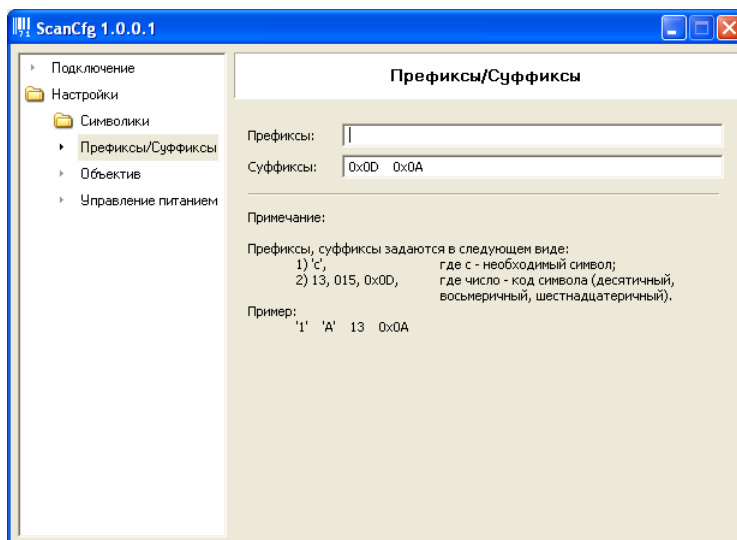 ScanCfg 1.0.0.1
Подключение
Настройки
Символики
Префиксы/Суффиксы
Объектив
Управление питанием
Префиксы/Суффиксы
Префиксы:
Суффиксы: 0x0D 0x0A
Примечание:
Префиксы, суффиксы задаются в следующем виде:
1) 'c', где c - необходимый символ;
2) 13, 015, 0x0D, где число - код символа (десятичный,
восьмеричный, шестнадцатеричный).
Пример:
'1' 'A' 13 0x0A